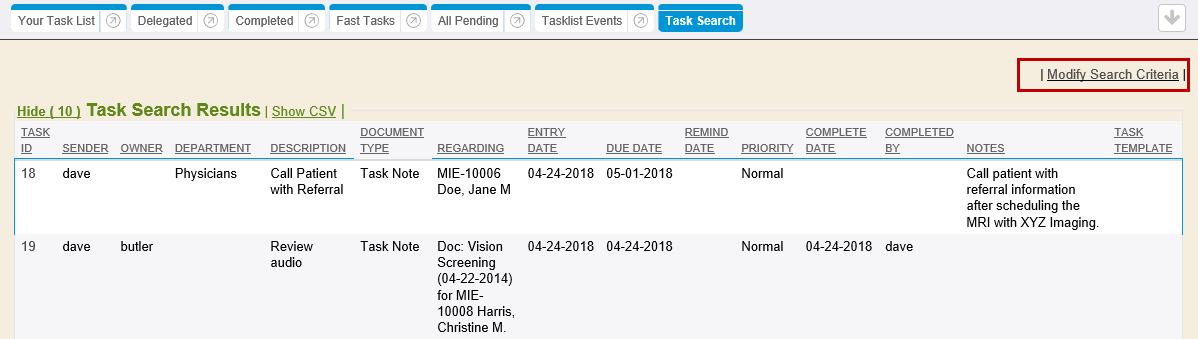 Your Task List Delegated Completed Fast Tasks All Pending Tasklist Events Task Search
| Modify Search Criteria |
Hide ( 10 ) Task Search Results | Show CSV |
TASK ID SENDER OWNER DEPARTMENT DESCRIPTION DOCUMENT TYPE REGARDING ENTRY DATE DUE DATE REMIND DATE PRIORITY COMPLETE DATE COMPLETED BY NOTES TASK TEMPLATE
18 dave Physicians Call Patient Task Note MIE-10006 04-24-2018 05-01-2018 Normal Call patient with
with Referral Doe, Jane M referral information
after scheduling the
MRI with XYZ Imaging.
19 dave butler Review Task Note Doc: Vision 04-24-2018 04-24-2018 Normal 04-24-2018 dave
audio Screening
(04-22-2014)
for MIE-
10008 Harris,
Christine M.